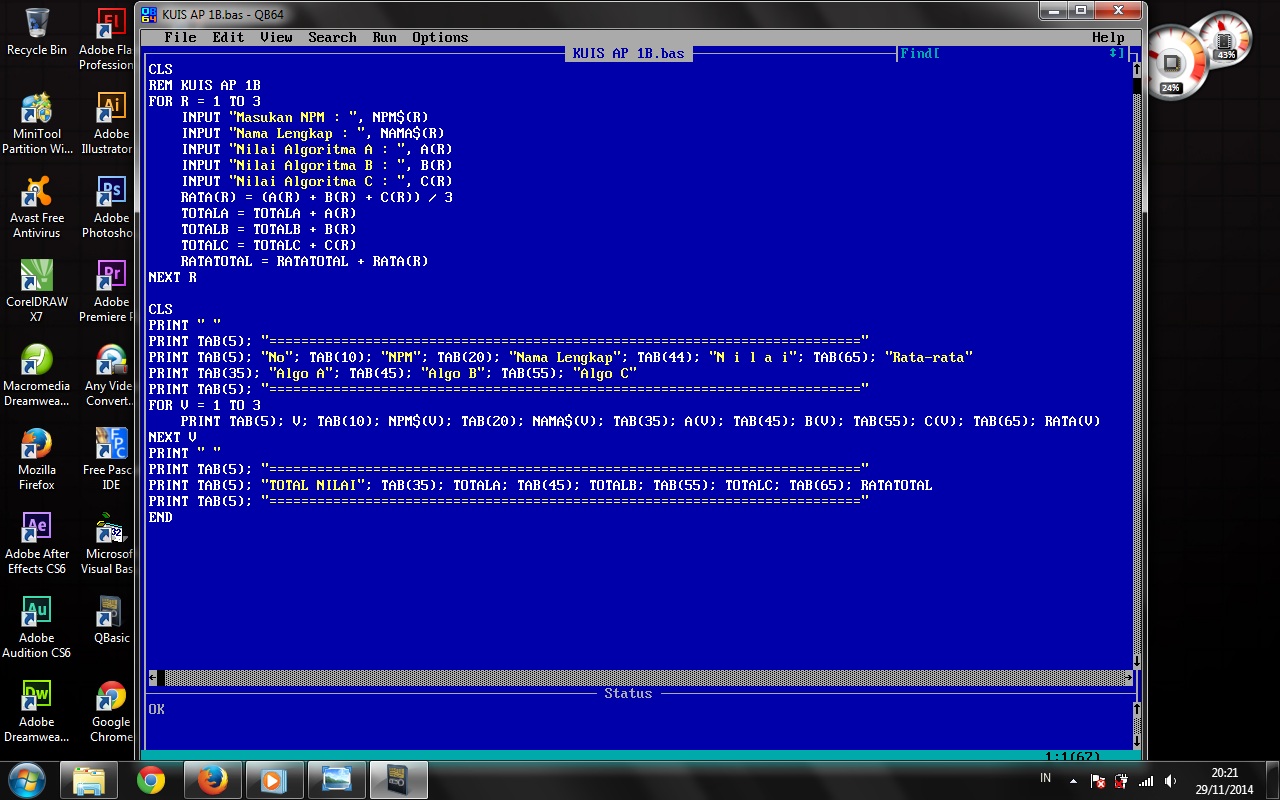 KUIS AP 1B.bas - QB64
File Edit View Search Run Options Help
KUIS AP 1B.bas
Find[ ]
CLS
REM KUIS AP 1B
FOR R = 1 TO 3
INPUT "Masukan NPM : ", NPM$(R)
INPUT "Nama Lengkap : ", NAMA$(R)
INPUT "Nilai Algoritma A : ", A(R)
INPUT "Nilai Algoritma B : ", B(R)
INPUT "Nilai Algoritma C : ", C(R)
RATA(R) = (A(R) + B(R) + C(R)) / 3
TOTALA = TOTALA + A(R)
TOTALB = TOTALB + B(R)
TOTALC = TOTALC + C(R)
RATATOTAL = RATATOTAL + RATA(R)
NEXT R
CLS
PRINT " "
PRINT TAB(5); "=========================================================================="
PRINT TAB(5); "No"; TAB(10); "NPM"; TAB(20); "Nama Lengkap"; TAB(44); "N i l a i"; TAB(65); "Rata-rata"
PRINT TAB(35); "Algo A"; TAB(45); "Algo B"; TAB(55); "Algo C"
PRINT TAB(5); "=========================================================================="
FOR V = 1 TO 3
PRINT TAB(5); V; TAB(10); NPM$(V); TAB(20); NAMA$(V); TAB(35); A(V); TAB(45); B(V); TAB(55); C(V); TAB(65); RATA(V)
NEXT V
PRINT " "
PRINT TAB(5); "=========================================================================="
PRINT TAB(5); "TOTAL NILAI"; TAB(35); TOTALA; TAB(45); TOTALB; TAB(55); TOTALC; TAB(65); RATATOTAL
PRINT TAB(5); "=========================================================================="
END
Status
OK
1:1(67)
Recycle Bin
Adobe Fla
Profession
MiniTool
Partition Wi...
Adobe
Illustrator
Avast Free
Antivirus
Adobe
Photosho
CorelDRAW
X7
Adobe
Premiere P
Macromedia
Dreamwea...
Any Vide
Convert..
Mozilla
Firefox
Free Pasc
IDE
Adobe After
Effects CS6
Microsof
Visual Bas
Adobe
Audition CS6
QBasic
Adobe
Dreamwea...
Google
Chrome
24%
43%
IN
20:21
29/11/2014